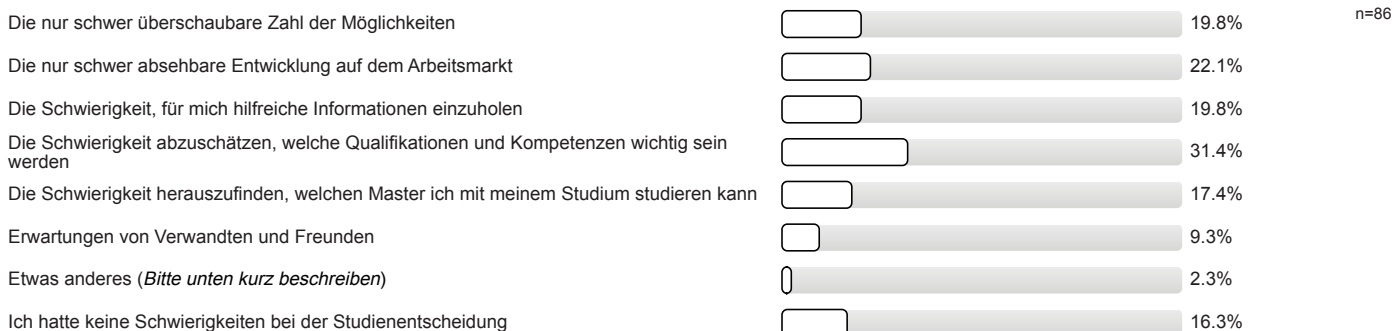 Die nur schwer überschaubare Zahl der Möglichkeiten 19.8% n=86
Die nur schwer absehbare Entwicklung auf dem Arbeitsmarkt 22.1%
Die Schwierigkeit, für mich hilfreiche Informationen einzuholen 19.8%
Die Schwierigkeit abzuschätzen, welche Qualifikationen und Kompetenzen wichtig sein
werden 31.4%
Die Schwierigkeit herauszufinden, welchen Master ich mit meinem Studium studieren kann 17.4%
Erwartungen von Verwandten und Freunden 9.3%
Etwas anderes (Bitte unten kurz beschreiben) 2.3%
Ich hatte keine Schwierigkeiten bei der Studienentscheidung 16.3%